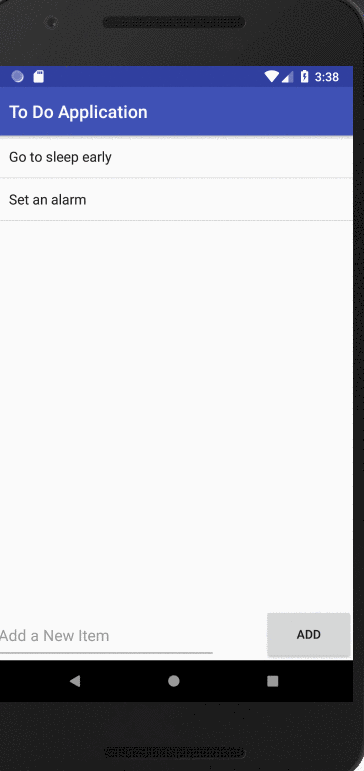 3:38
To Do Application
Go to sleep early
Set an alarm
Add a New Item
ADD